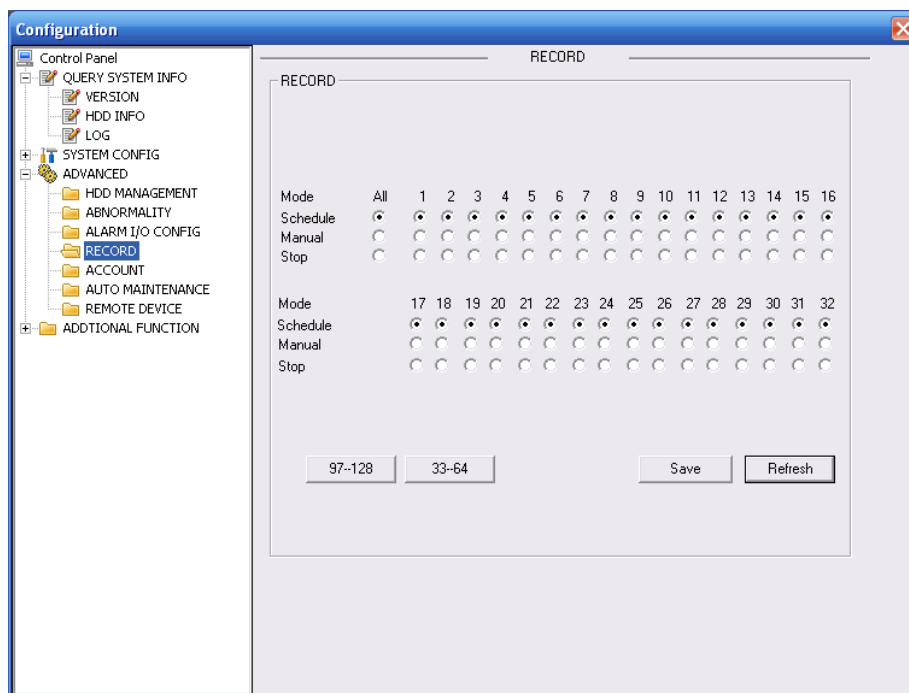 Configuration
Control Panel
QUERY SYSTEM INFO
VERSION
HDD INFO
LOG
SYSTEM CONFIG
ADVANCED
HDD MANAGEMENT
ABNORMALITY
ALARM I/O CONFIG
RECORD
ACCOUNT
AUTO MAINTENANCE
REMOTE DEVICE
ADDTIONAL FUNCTION
RECORD
RECORD
Mode All 1 2 3 4 5 6 7 8 9 10 11 12 13 14 15 16
Schedule
Manual
Stop
Mode 17 18 19 20 21 22 23 24 25 26 27 28 29 30 31 32
Schedule
Manual
Stop
97--128 33--64 Save Refresh